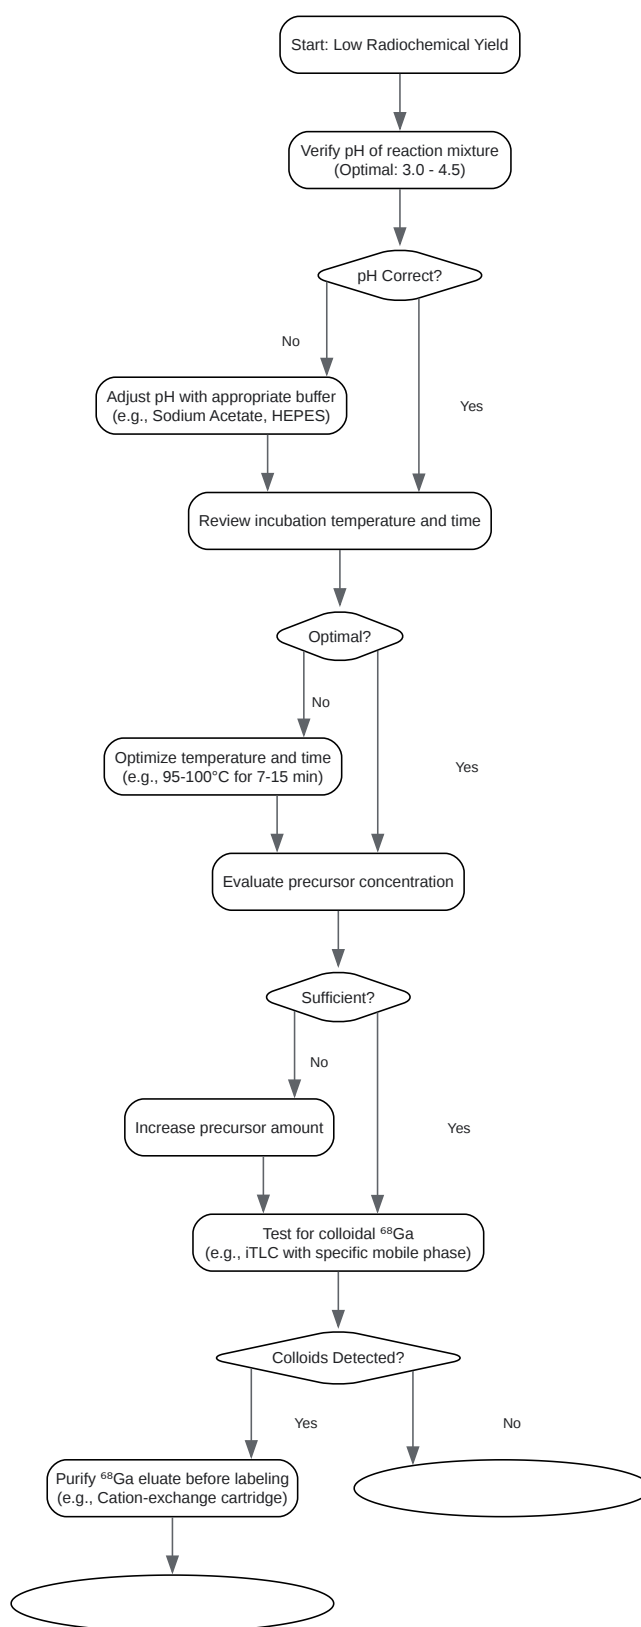 Start: Low Radiochemical Yield
Verify pH of reaction mixture
(Optimal: 3.0 - 4.5)
pH Correct?
No
Adjust pH with appropriate buffer
(e.g., Sodium Acetate, HEPES)
Yes
Review incubation temperature and time
Optimal?
No
Optimize temperature and time
(e.g., 95-100°C for 7-15 min)
Yes
Evaluate precursor concentration
Sufficient?
No
Increase precursor amount
Yes
Test for colloidal ⁶⁸Ga
(e.g., iTLC with specific mobile phase)
Colloids Detected?
Yes
No
Purify ⁶⁸Ga eluate before labeling
(e.g., Cation-exchange cartridge)